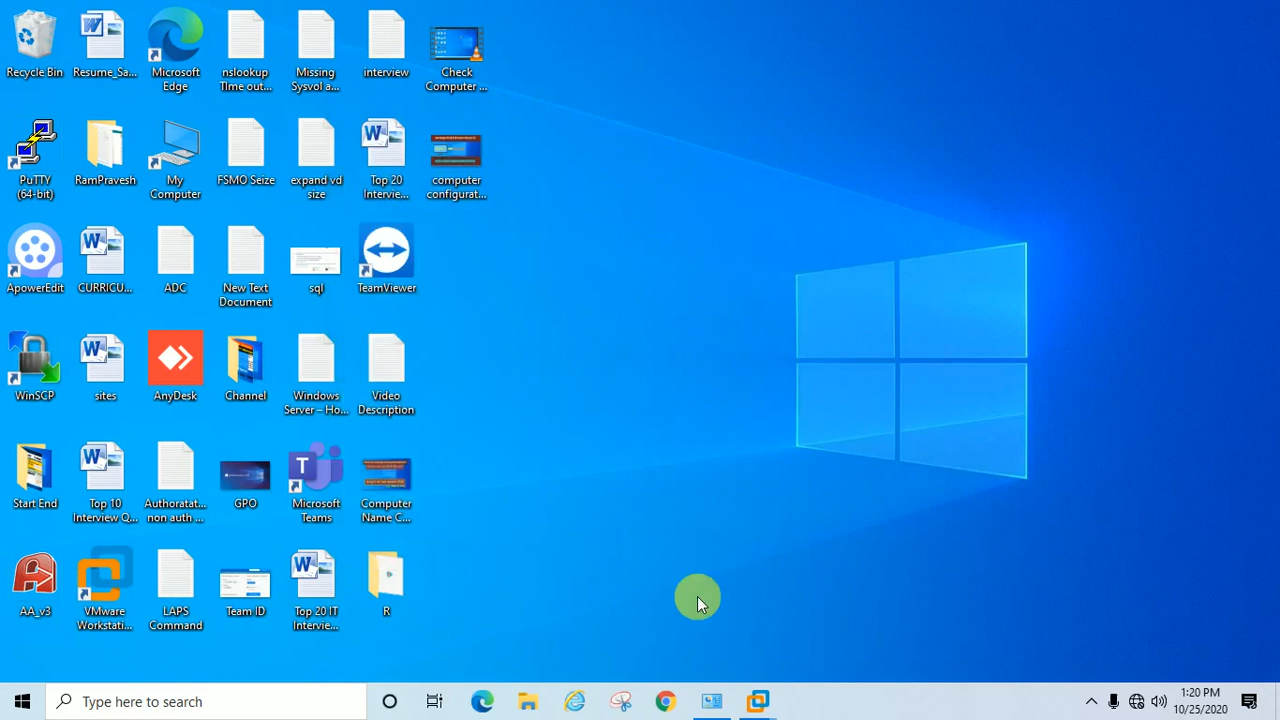 Recycle Bin
Resume_Sa...
Microsoft
Edge
nslookup
TIme out...
Missing
Sysvol a...
interview
Check
Computer ...
PuTTY
(64-bit)
RamPravesh
My
Computer
FSMO Seize
expand vd
size
Top 20
Intervie...
computer
configurat...
ApowerEdit
CURRICU...
ADC
New Text
Document
sql
TeamViewer
WinSCP
sites
AnyDesk
Channel
Windows
Server – Ho...
Video
Description
Start End
Top 10
Interview Q...
Authoratat...
non auth ...
GPO
Microsoft
Teams
Computer
Name C...
AA_v3
VMware
Workstati...
LAPS
Command
Team ID
Top 20 IT
Intervie...
R
Type here to search
1:20 PM
10/25/2020